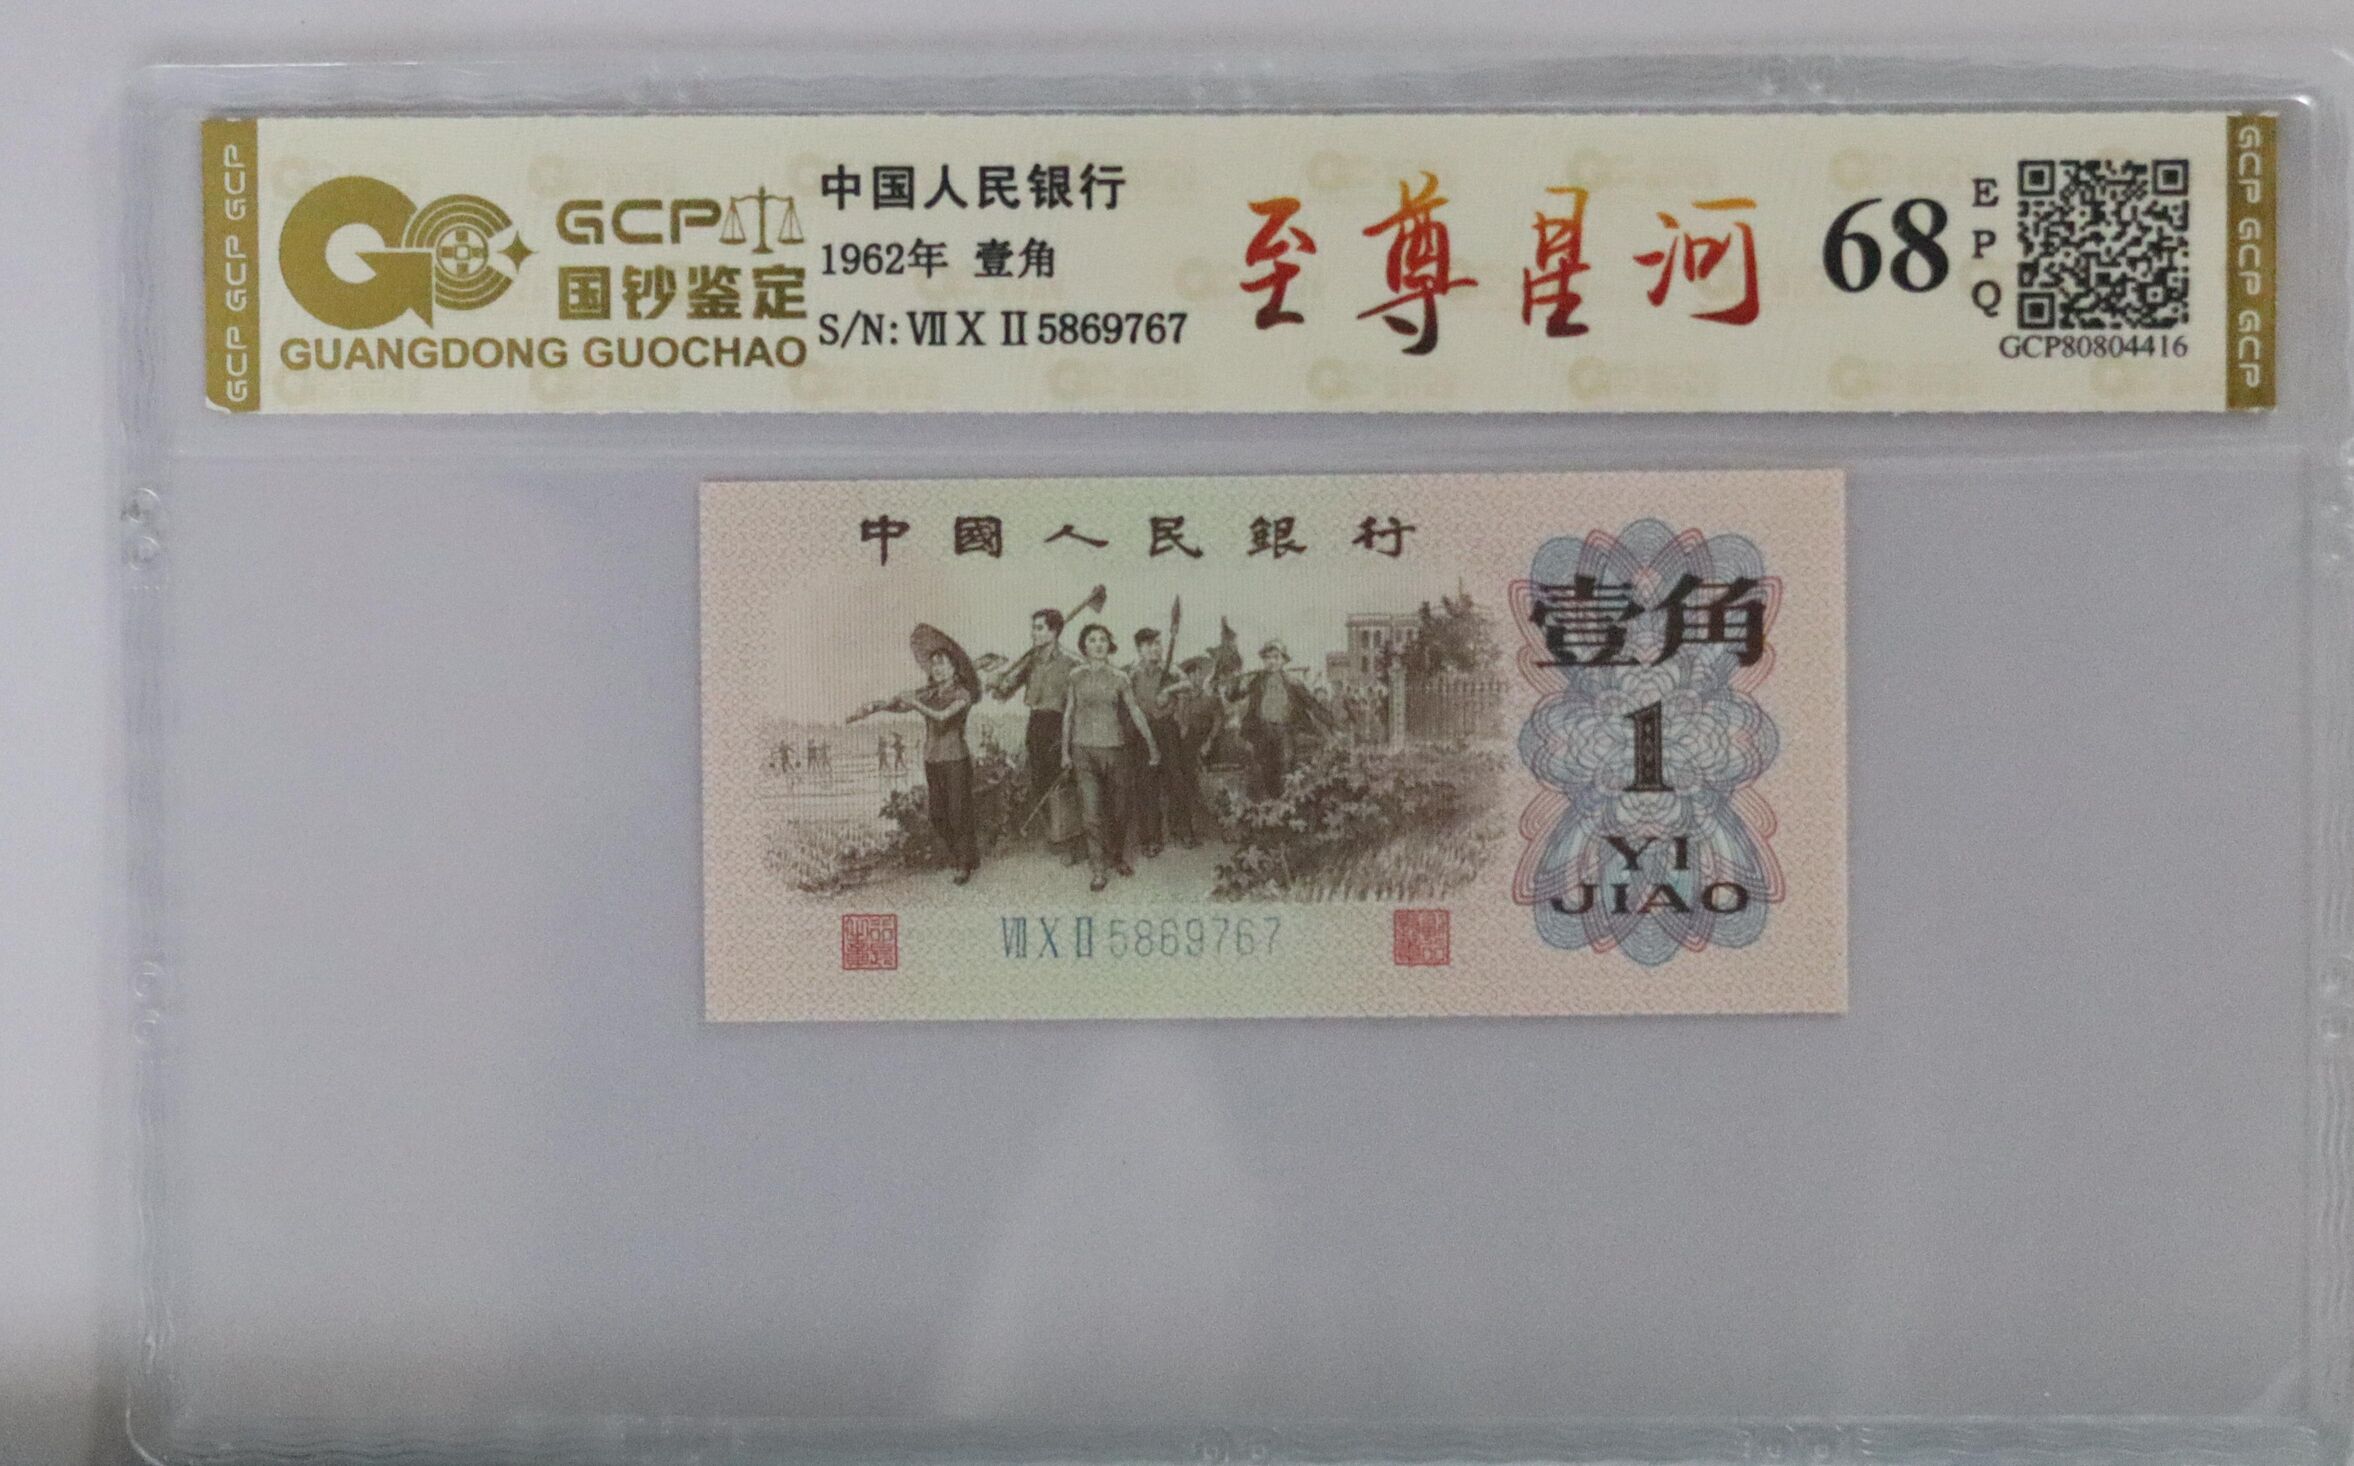 GCP GCP GCP
GCP
国钞鉴定
GUANGDONG GUOCHAO
中国人民银行
1962年 壹角
S/N: Ⅶ Ⅹ Ⅱ 5869767
至尊星河
68
E
P
Q
GCP80804416
GCP GCP GCP
中國人民銀行
壹角
1
YI
JIAO
Ⅶ Ⅹ Ⅱ 5869767